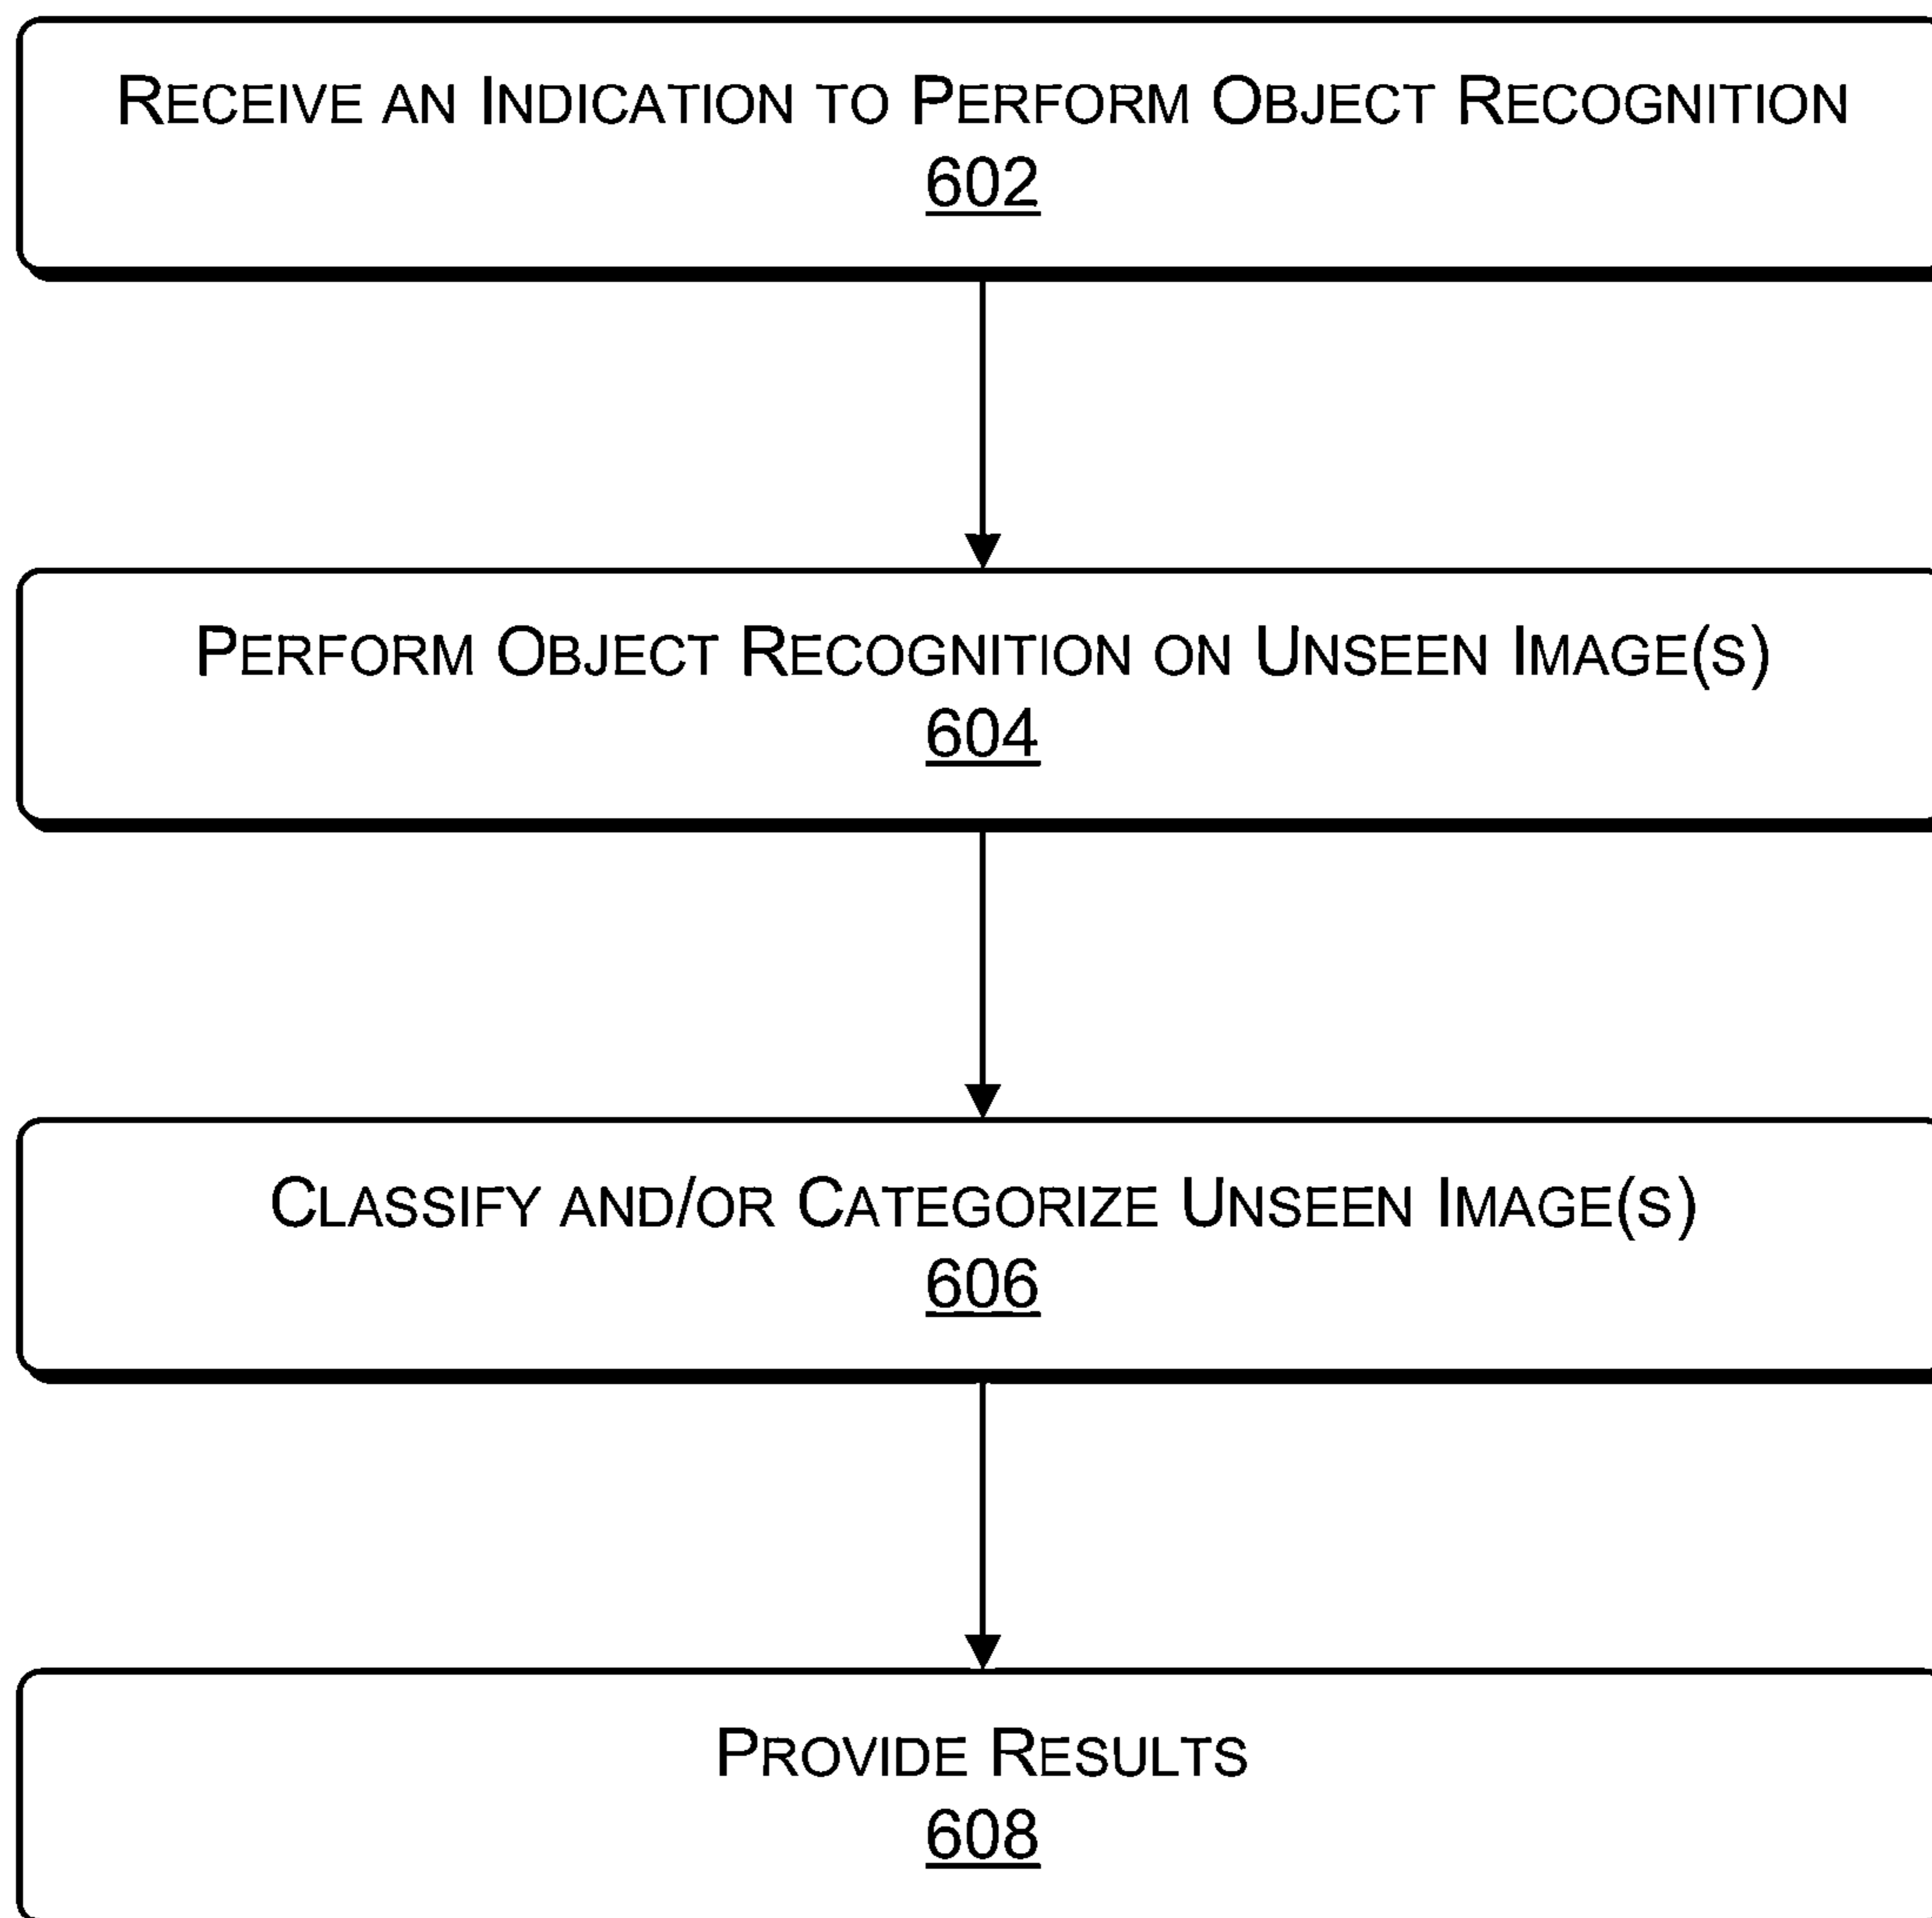 RECEIVE AN INDICATION TO PERFORM OBJECT RECOGNITION
602
PERFORM OBJECT RECOGNITION ON UNSEEN IMAGE(S)
604
CLASSIFY AND/OR CATEGORIZE UNSEEN IMAGE(S)
606
PROVIDE RESULTS
608